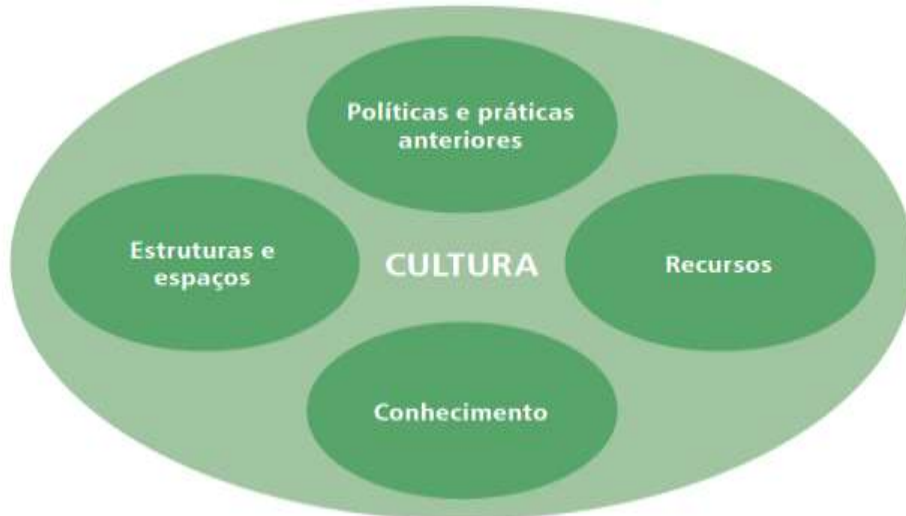 Políticas e práticas
anteriores
Estruturas e
espaços
CULTURA
Recursos
Conhecimento